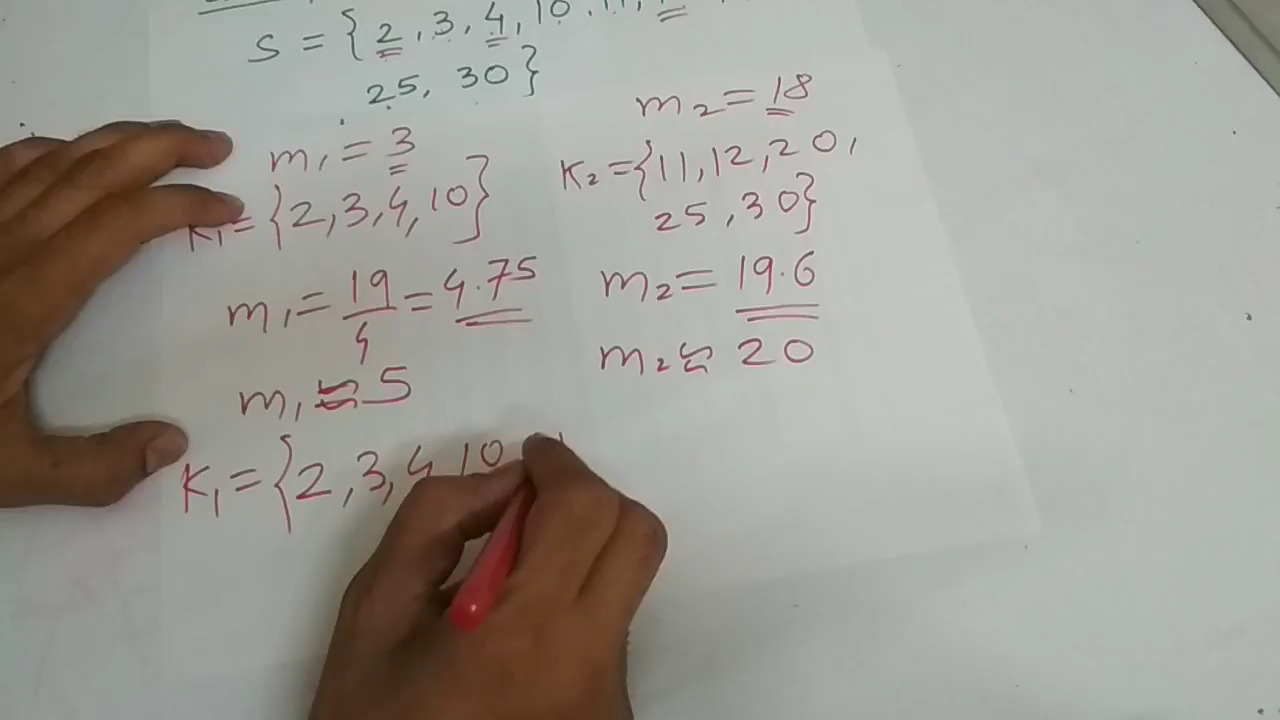 S = {2, 3, 4, 10, 11,
25, 30}
m₁ = 3
K₁ = {2, 3, 4, 10}
m₁ = 19/4 = 4.75
m₁ ≈ 5
m₂ = 18
K₂ = {11, 12, 20,
25, 30}
m₂ = 19.6
m₂ ≈ 20
K₁ = {2, 3, 4, 10